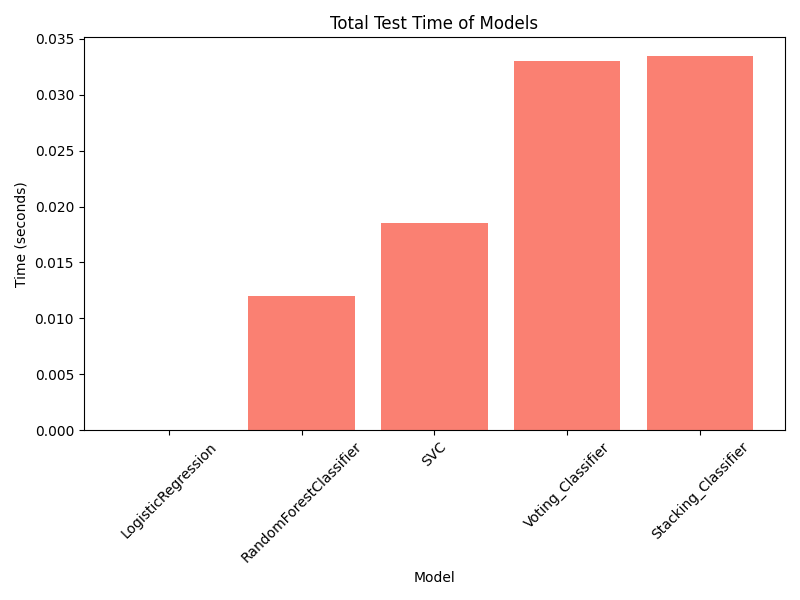 Total Test Time of Models
Time (seconds)
0.035
0.030
0.025
0.020
0.015
0.010
0.005
0.000
LogisticRegression
RandomForestClassifier
SVC
Voting_Classifier
Stacking_Classifier
Model